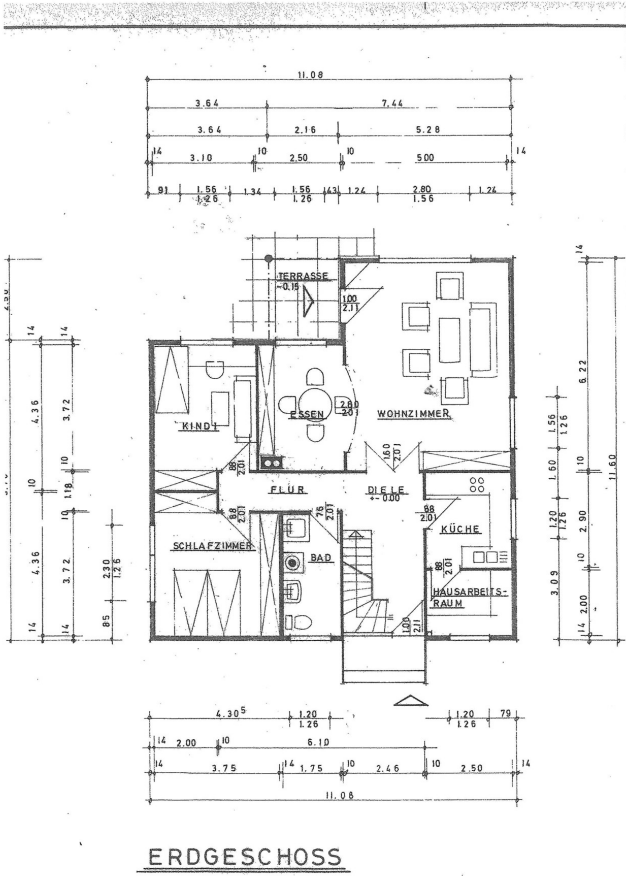 11.08
3.64 7.44
3.64 2.16 5.28
14 3.10 10 2,50 10 5.00 14
91 1.56 1.34 1.56 43 1.24 2.80 1.24
1.26 1.26 1.56
TERRASSE
-0.15
1.00
2.11
14 14
14
4.36 3.72
6.22
1.56
1.26
11.60
KIND I
ESSEN
2.60
2.01
WOHNZIMMER
88
2.01
1.60
2.01
10 10
1.18
10
1.60
10
FLUR
DIELE
+- 0.00
88
2.01
76
2.01
88
2.01
KÜCHE
1.20
1.26
2.90
SCHLAFZIMMER
BAD
88
2.01
4.36 3.72 2.30
1.26
3.09
10
HAUSARBEITS-
RAUM
2.00
85
14 14
1.00
2.11
14
4.30⁵ 1.20 1.20 79
1.26 1.26
14 2.00 10 6.10
14 3.75 14 1.75 10 2.46 10 2.50 14
11.08
ERDGESCHOSS